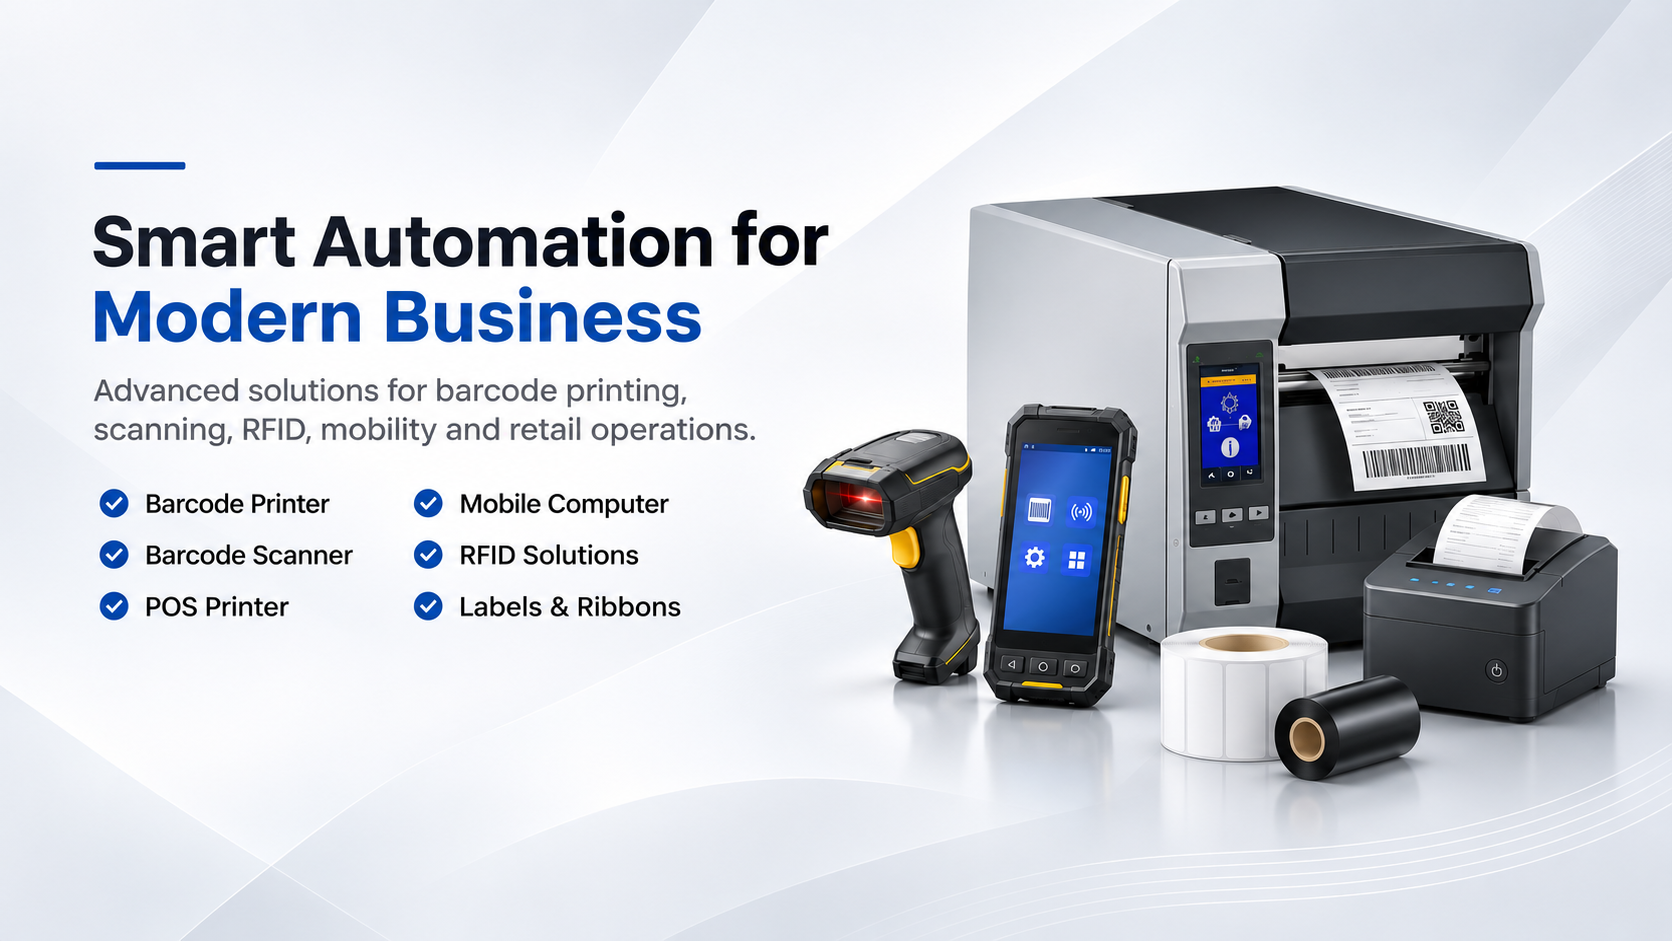 Smart Automation for
Modern Business
Advanced solutions for barcode printing,
scanning, RFID, mobility and retail operations.
Barcode Printer
Mobile Computer
Barcode Scanner
RFID Solutions
POS Printer
Labels & Ribbons